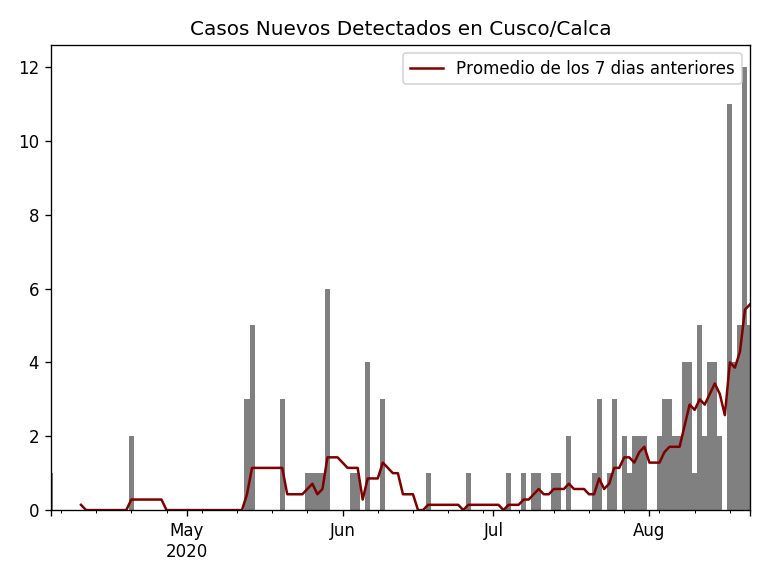 Casos Nuevos Detectados en Cusco/Calca
Promedio de los 7 dias anteriores
12
10
8
6
4
2
0
May Jun Jul Aug
2020